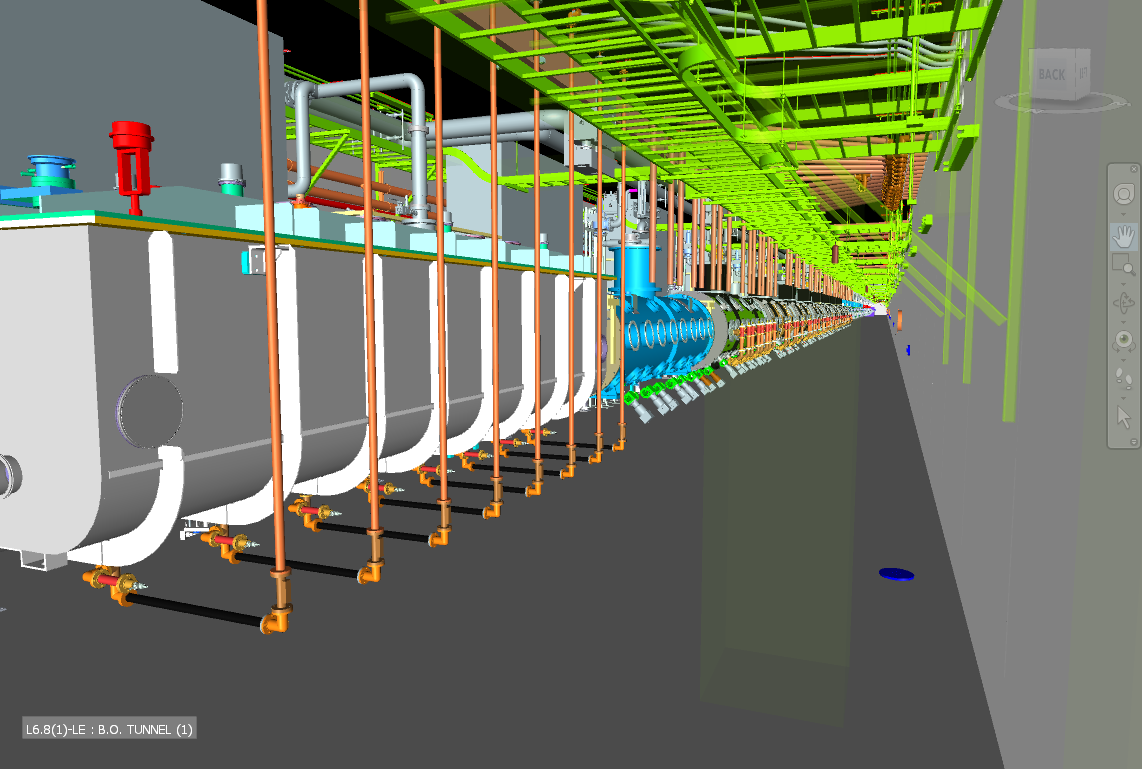 BACK
L6.8(1)-LE : B.O. TUNNEL (1)